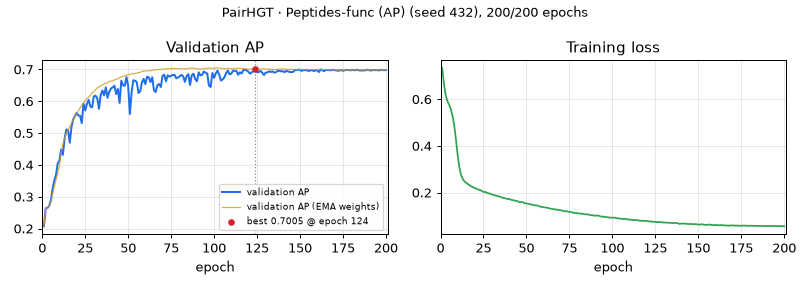 PairHGT · Peptides-func (AP) (seed 432), 200/200 epochs
Validation AP
0.7
0.6
0.5
0.4
0.3
0.2
0 25 50 75 100 125 150 175 200
epoch
validation AP
validation AP (EMA weights)
best 0.7005 @ epoch 124
Training loss
0.6
0.4
0.2
0 25 50 75 100 125 150 175 200
epoch